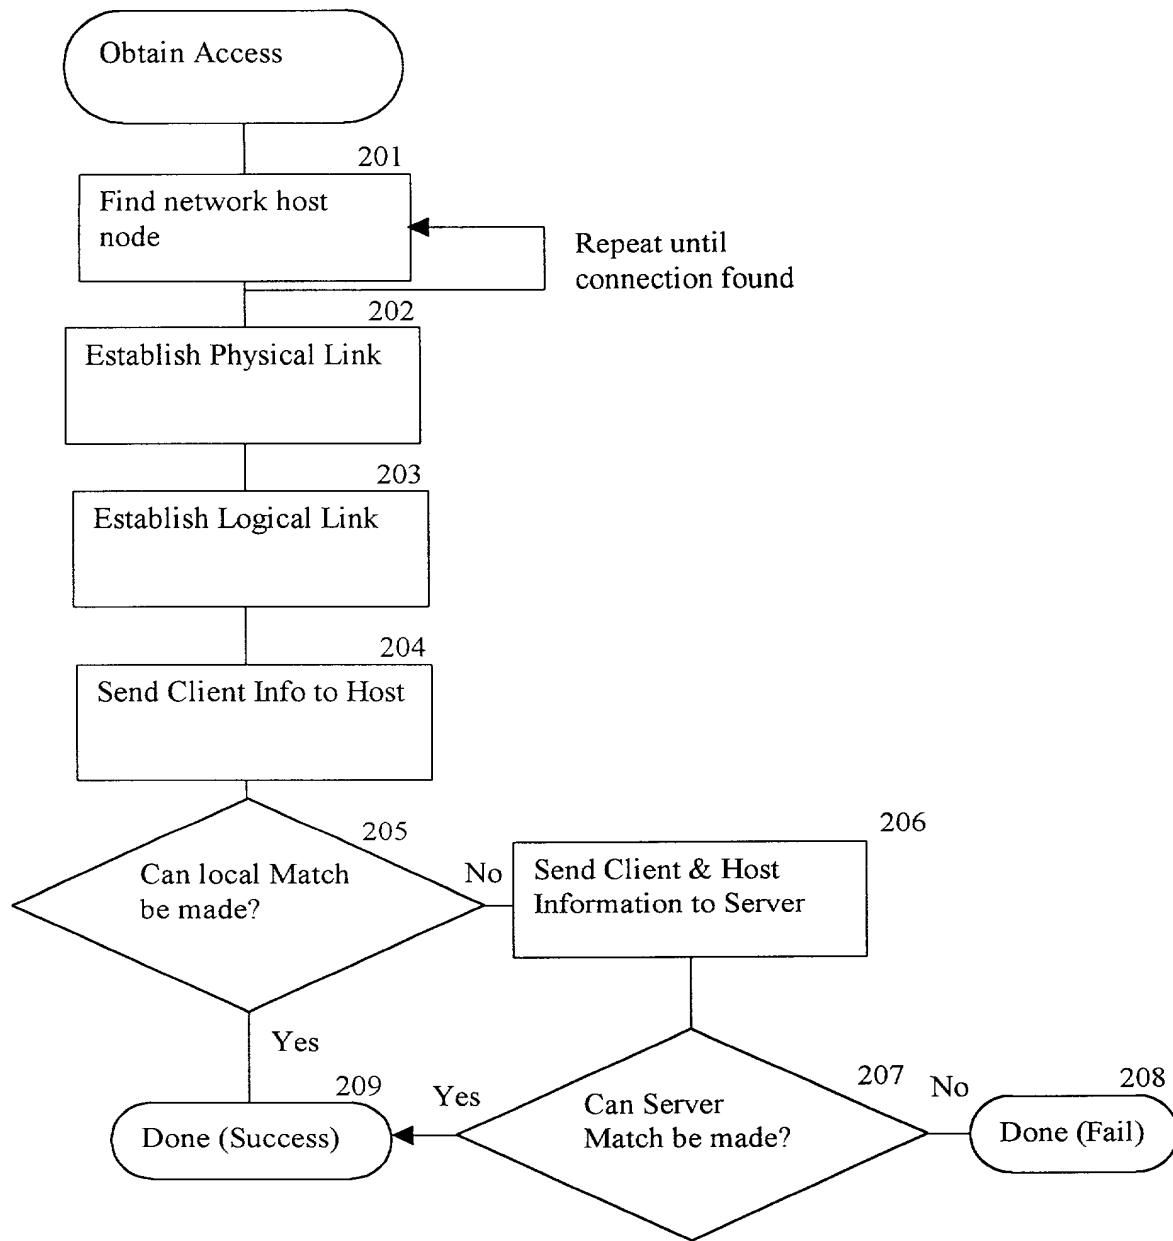 Obtain Access
201
Find network host
node
Repeat until
connection found
202
Establish Physical Link
203
Establish Logical Link
204
Send Client Info to Host
205
Can local Match
be made?
No
206
Send Client & Host
Information to Server
Yes
207
Can Server
Match be made?
Yes
No
208
Done (Fail)
209
Done (Success)